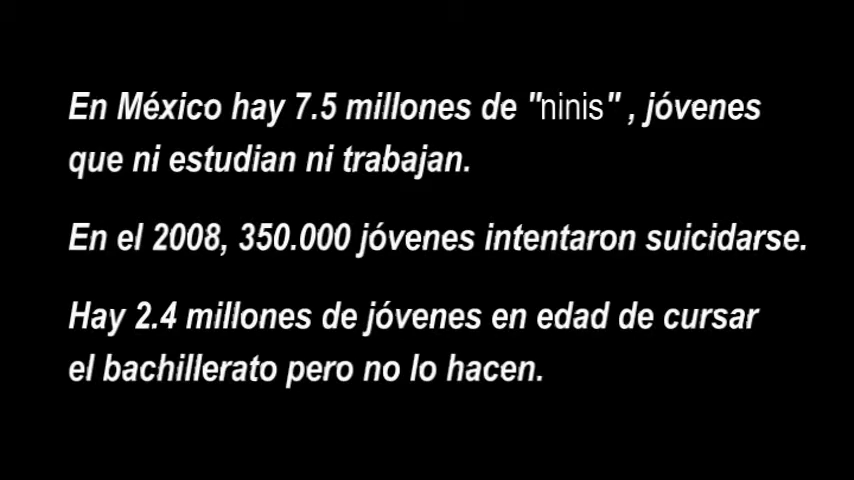 En México hay 7.5 millones de "ninis" , jóvenes
que ni estudian ni trabajan.
En el 2008, 350.000 jóvenes intentaron suicidarse.
Hay 2.4 millones de jóvenes en edad de cursar
el bachillerato pero no lo hacen.